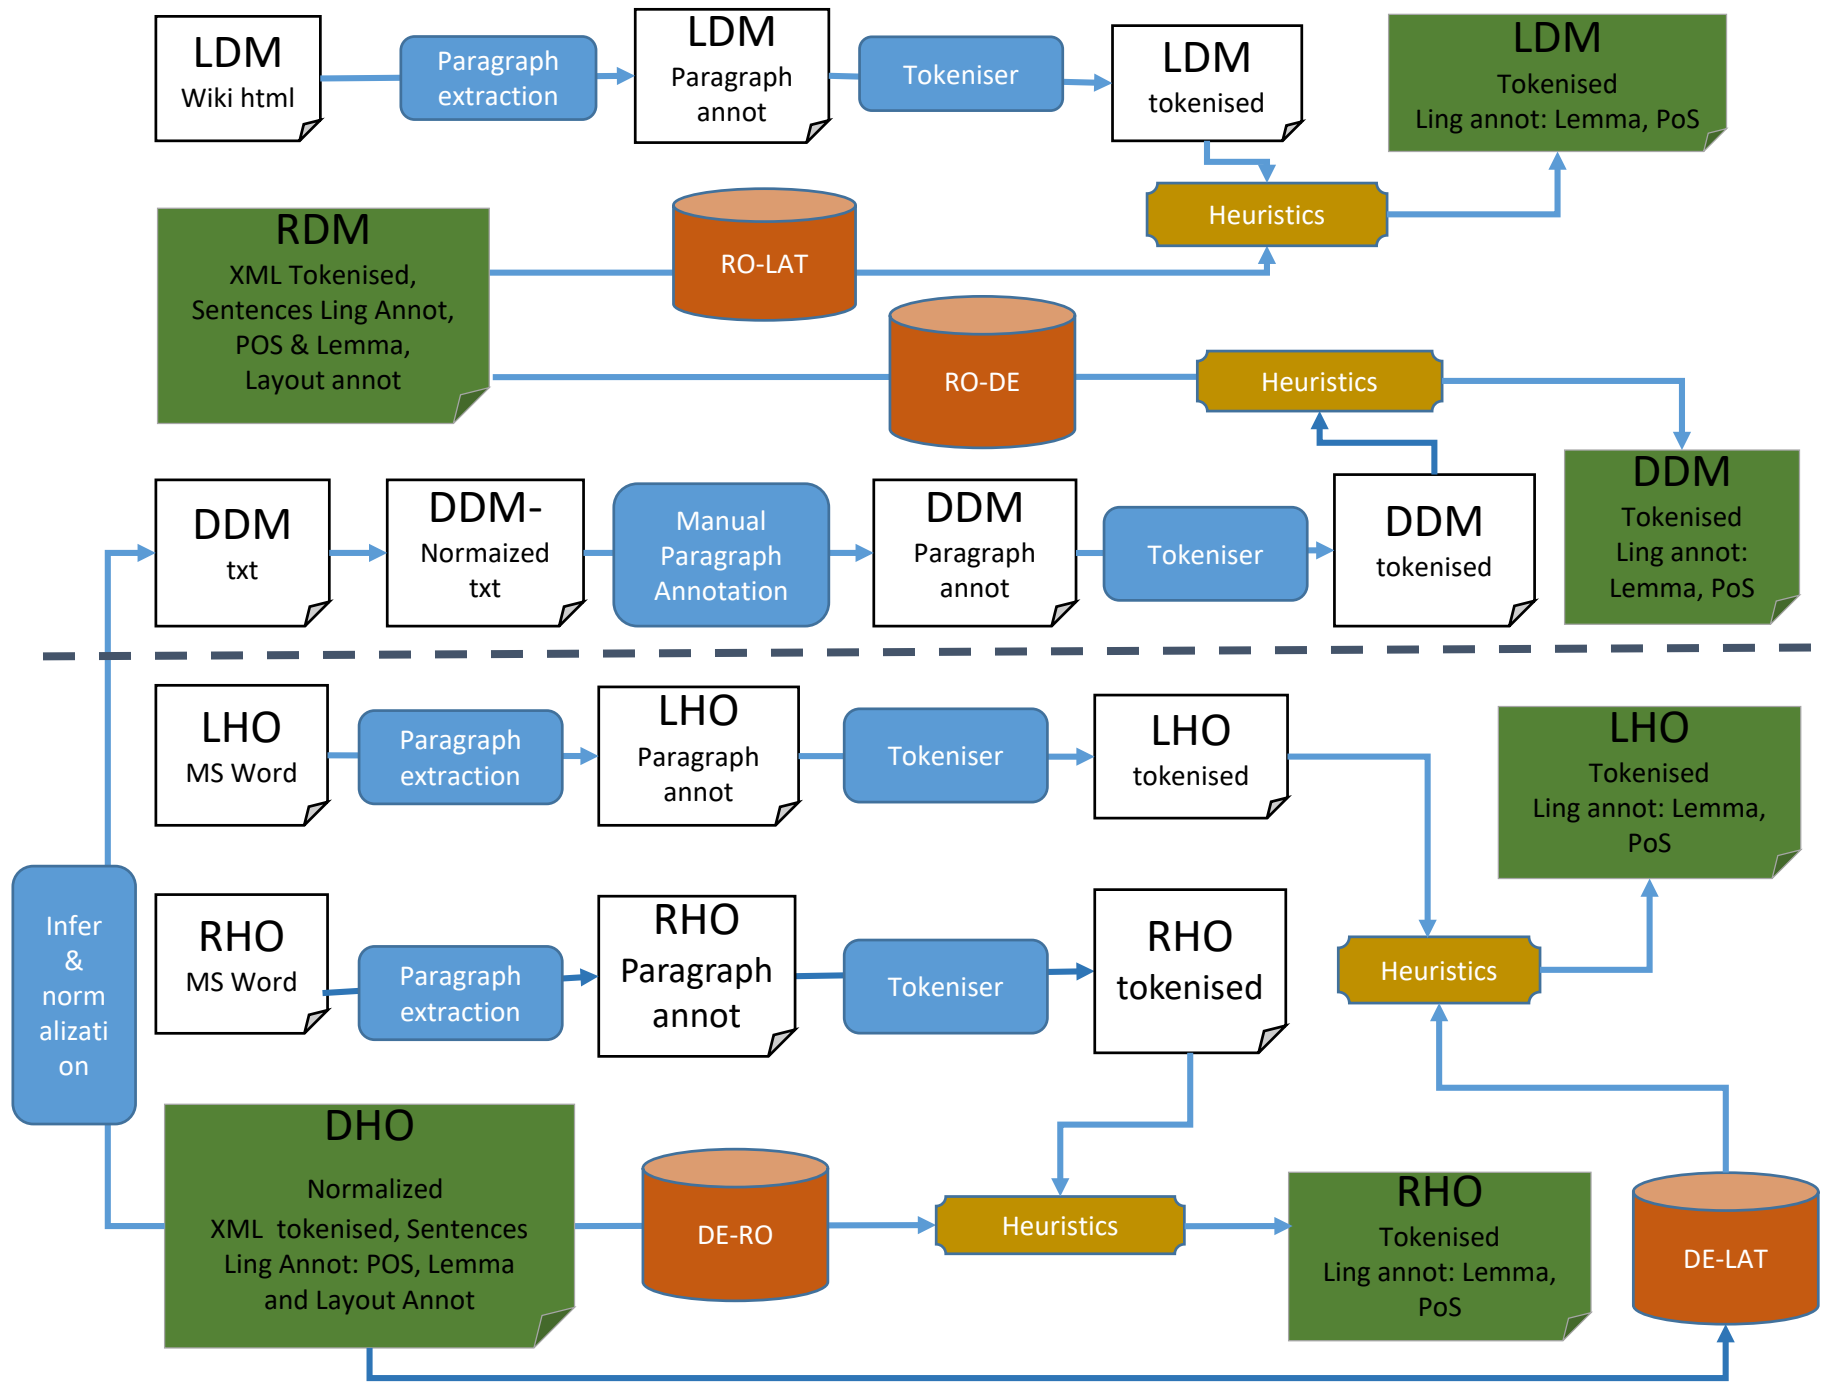 LDM
Wiki html
Paragraph
extraction
LDM
Paragraph
annot
Tokeniser
LDM
tokenised
LDM
Tokenised
Ling annot: Lemma, PoS
Heuristics
RDM
XML Tokenised,
Sentences Ling Annot,
POS & Lemma,
Layout annot
RO-LAT
RO-DE
Heuristics
DDM
txt
DDM-
Normaized
txt
Manual
Paragraph
Annotation
DDM
Paragraph
annot
Tokeniser
DDM
tokenised
DDM
Tokenised
Ling annot:
Lemma, PoS
LHO
MS Word
Paragraph
extraction
LHO
Paragraph
annot
Tokeniser
LHO
tokenised
LHO
Tokenised
Ling annot: Lemma,
PoS
Infer
&
norm
alizati
on
RHO
MS Word
Paragraph
extraction
RHO
Paragraph
annot
Tokeniser
RHO
tokenised
Heuristics
DHO
Normalized
XML tokenised, Sentences
Ling Annot: POS, Lemma
and Layout Annot
DE-RO
Heuristics
RHO
Tokenised
Ling annot: Lemma,
PoS
DE-LAT